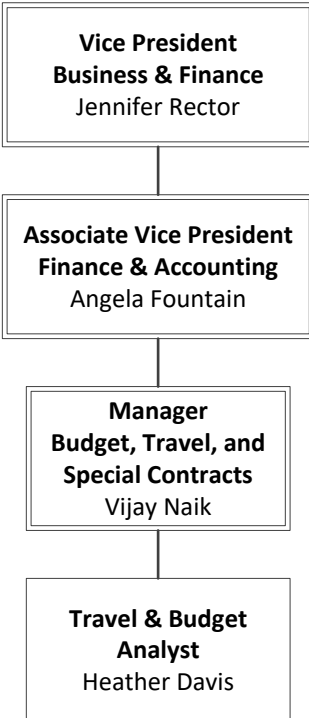 Vice President
Business & Finance
Jennifer Rector
Associate Vice President
Finance & Accounting
Angela Fountain
Manager
Budget, Travel, and
Special Contracts
Vijay Naik
Travel & Budget
Analyst
Heather Davis